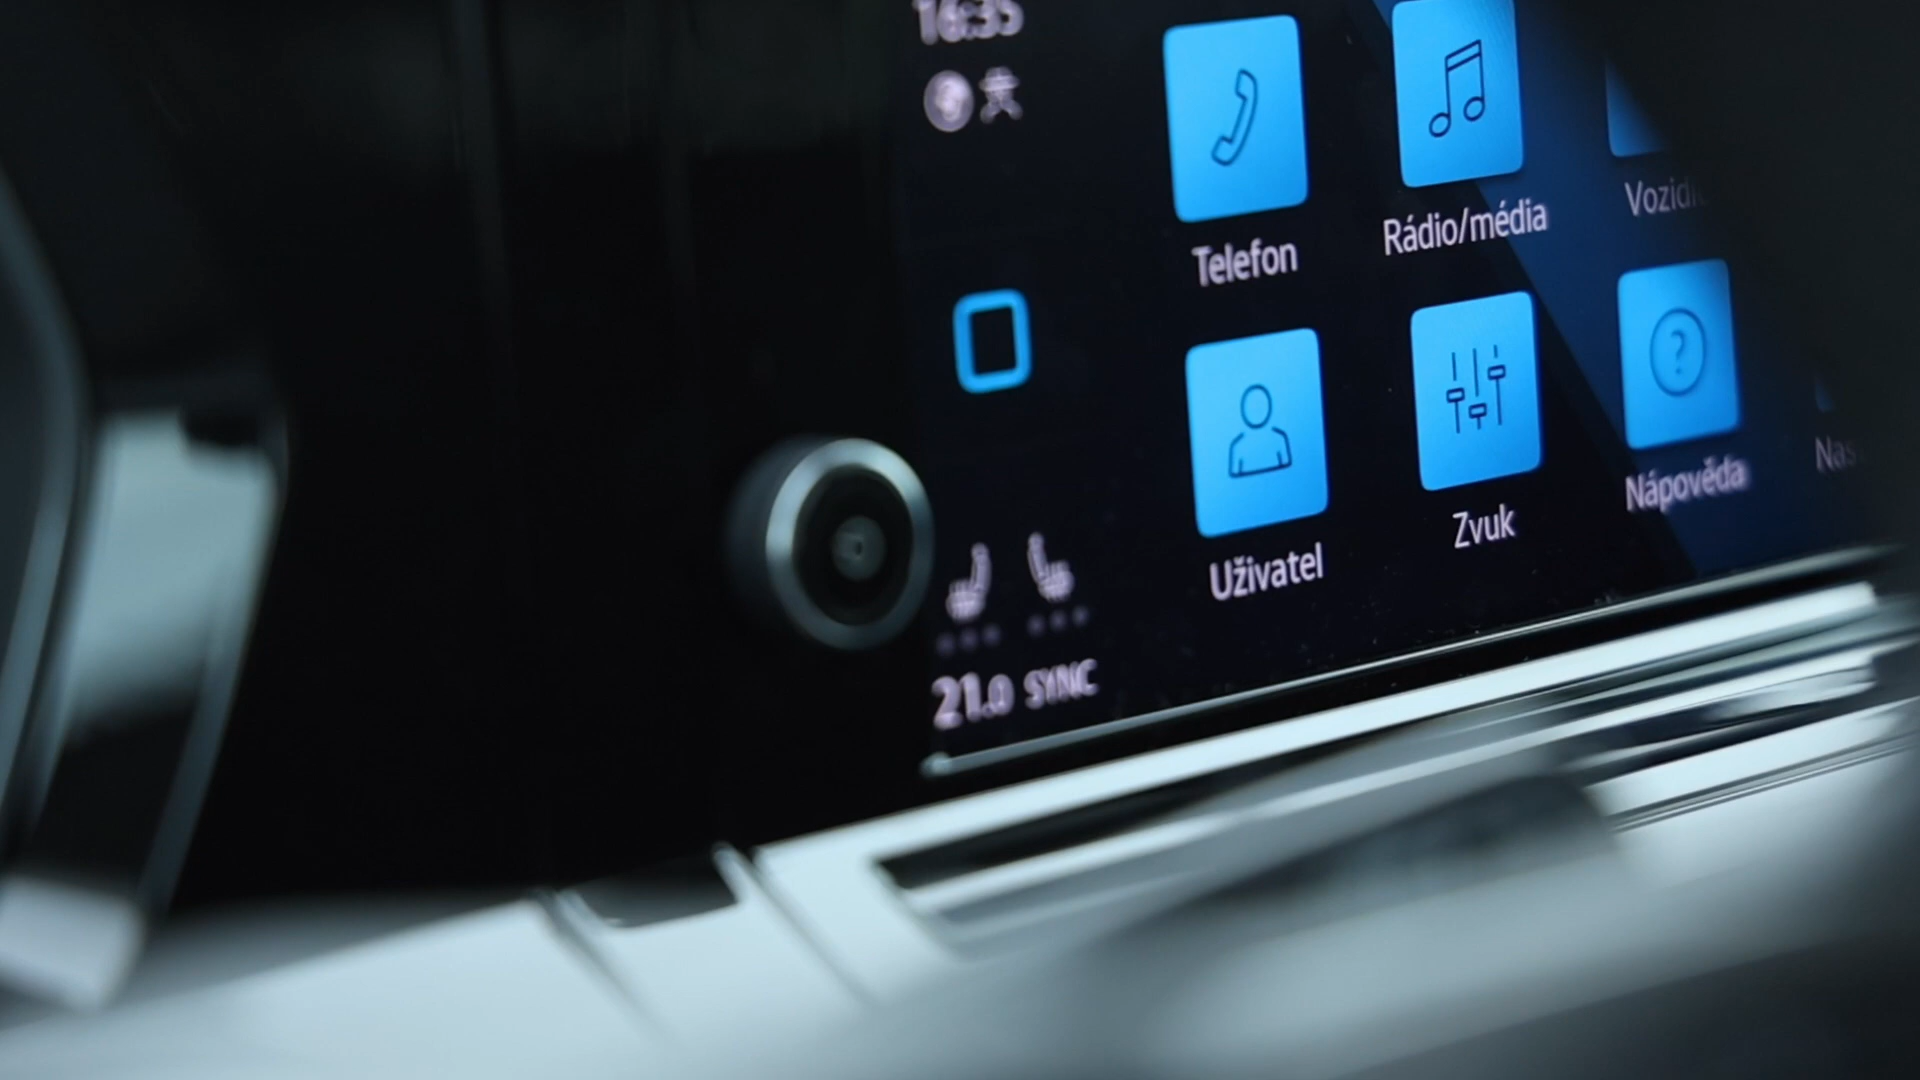 16:35
Telefon
Rádio/média
Uživatel
Zvuk
Nápověda
21.0 SYNC